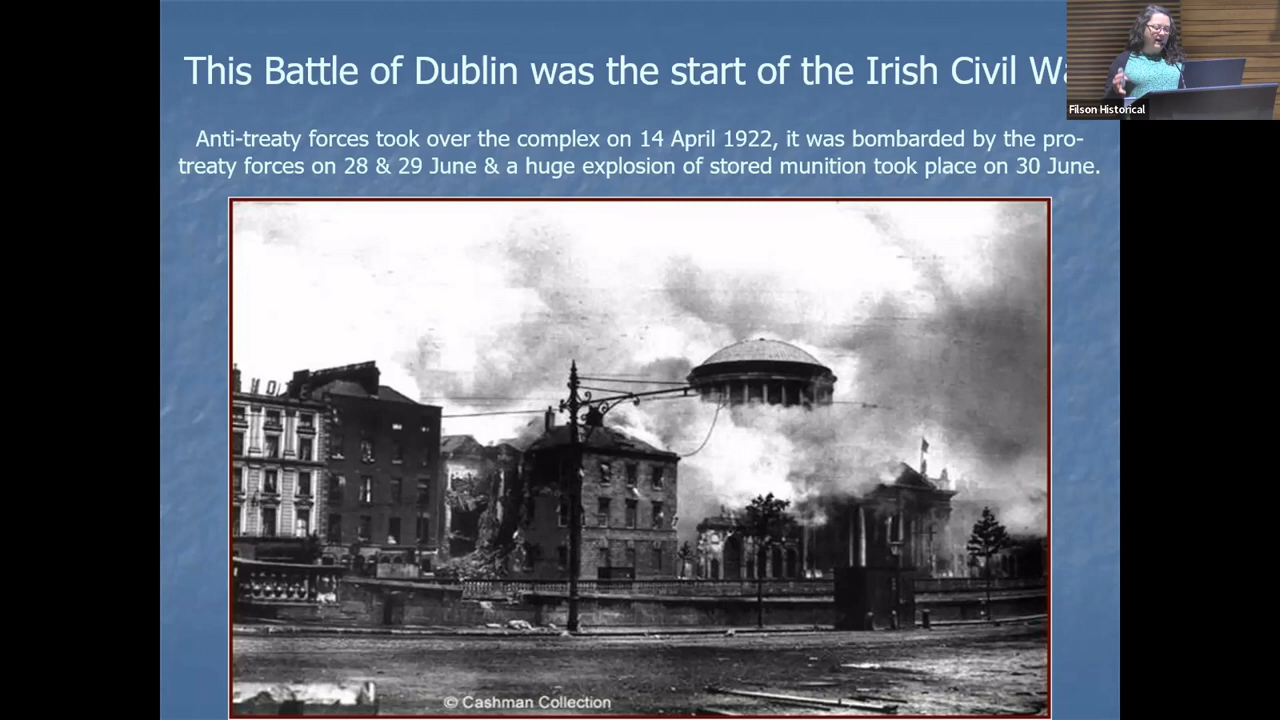 This Battle of Dublin was the start of the Irish Civil Wa
Filson Historical
Anti-treaty forces took over the complex on 14 April 1922, it was bombarded by the pro-
treaty forces on 28 & 29 June & a huge explosion of stored munition took place on 30 June.
© Cashman Collection